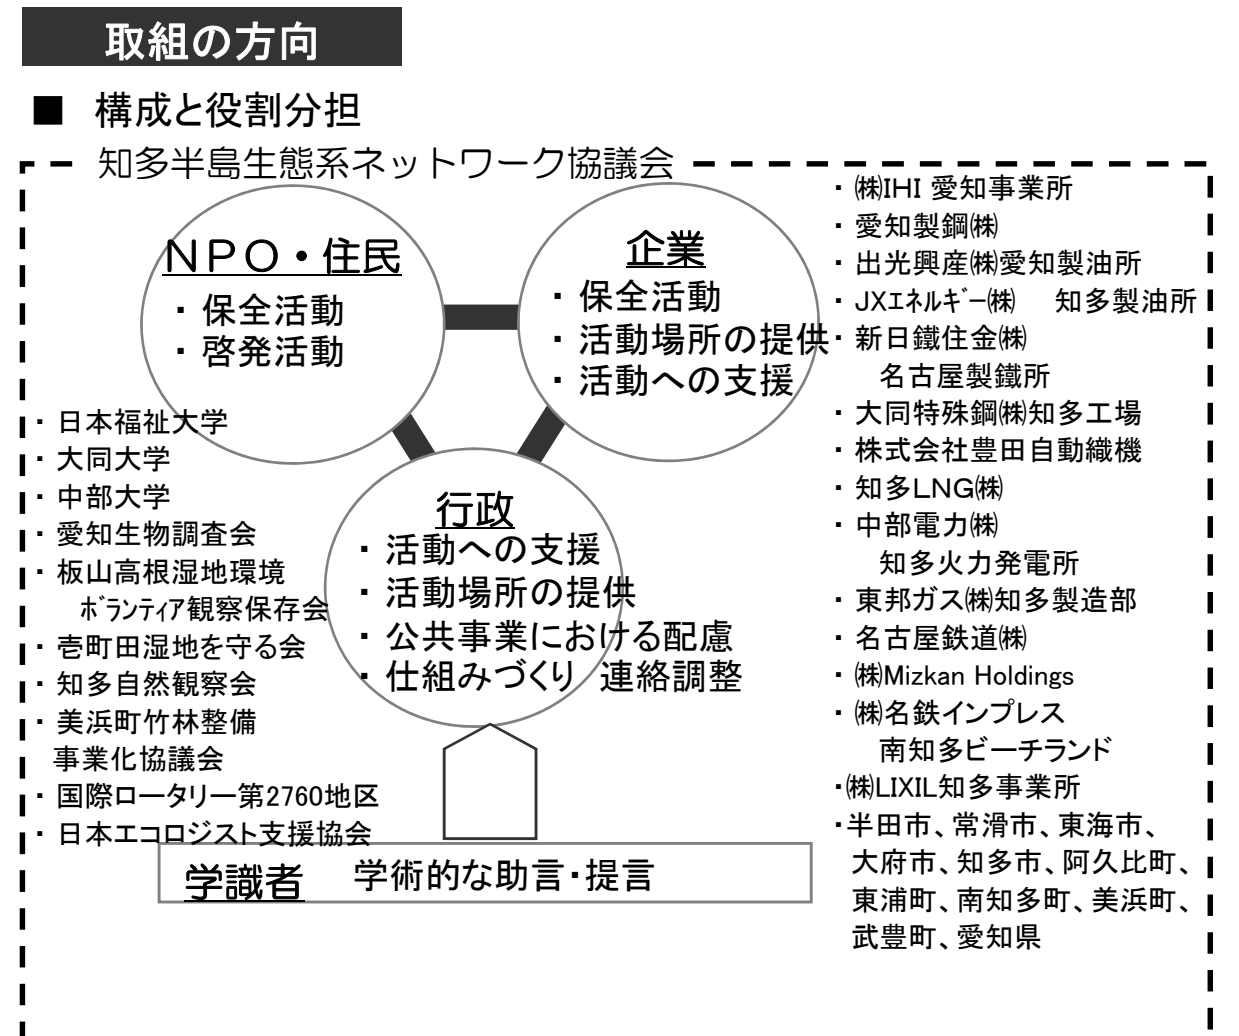 取組の方向
■ 構成と役割分担
知多半島生態系ネットワーク協議会
NPO・住民
・保全活動
・啓発活動
企業
・保全活動
・活動場所の提供
・活動への支援
行政
・活動への支援
・活動場所の提供
・公共事業における配慮
・仕組みづくり 連絡調整
学識者 学術的な助言・提言
・日本福祉大学
・大同大学
・中部大学
・愛知生物調査会
・板山高根湿地環境
ﾎﾞﾗﾝﾃｨｱ観察保存会
・壱町田湿地を守る会
・知多自然観察会
・美浜町竹林整備
事業化協議会
・国際ロータリー第2760地区
・日本エコロジスト支援協会
・㈱IHI 愛知事業所
・愛知製鋼㈱
・出光興産㈱愛知製油所
・JXｴﾈﾙｷﾞｰ㈱ 知多製油所
・新日鐵住金㈱
名古屋製鐵所
・大同特殊鋼㈱知多工場
・株式会社豊田自動織機
・知多LNG㈱
・中部電力㈱
知多火力発電所
・東邦ガス㈱知多製造部
・名古屋鉄道㈱
・㈱Mizkan Holdings
・㈱名鉄インプレス
南知多ビーチランド
・㈱LIXIL知多事業所
・半田市、常滑市、東海市、
大府市、知多市、阿久比町、
東浦町、南知多町、美浜町、
武豊町、愛知県